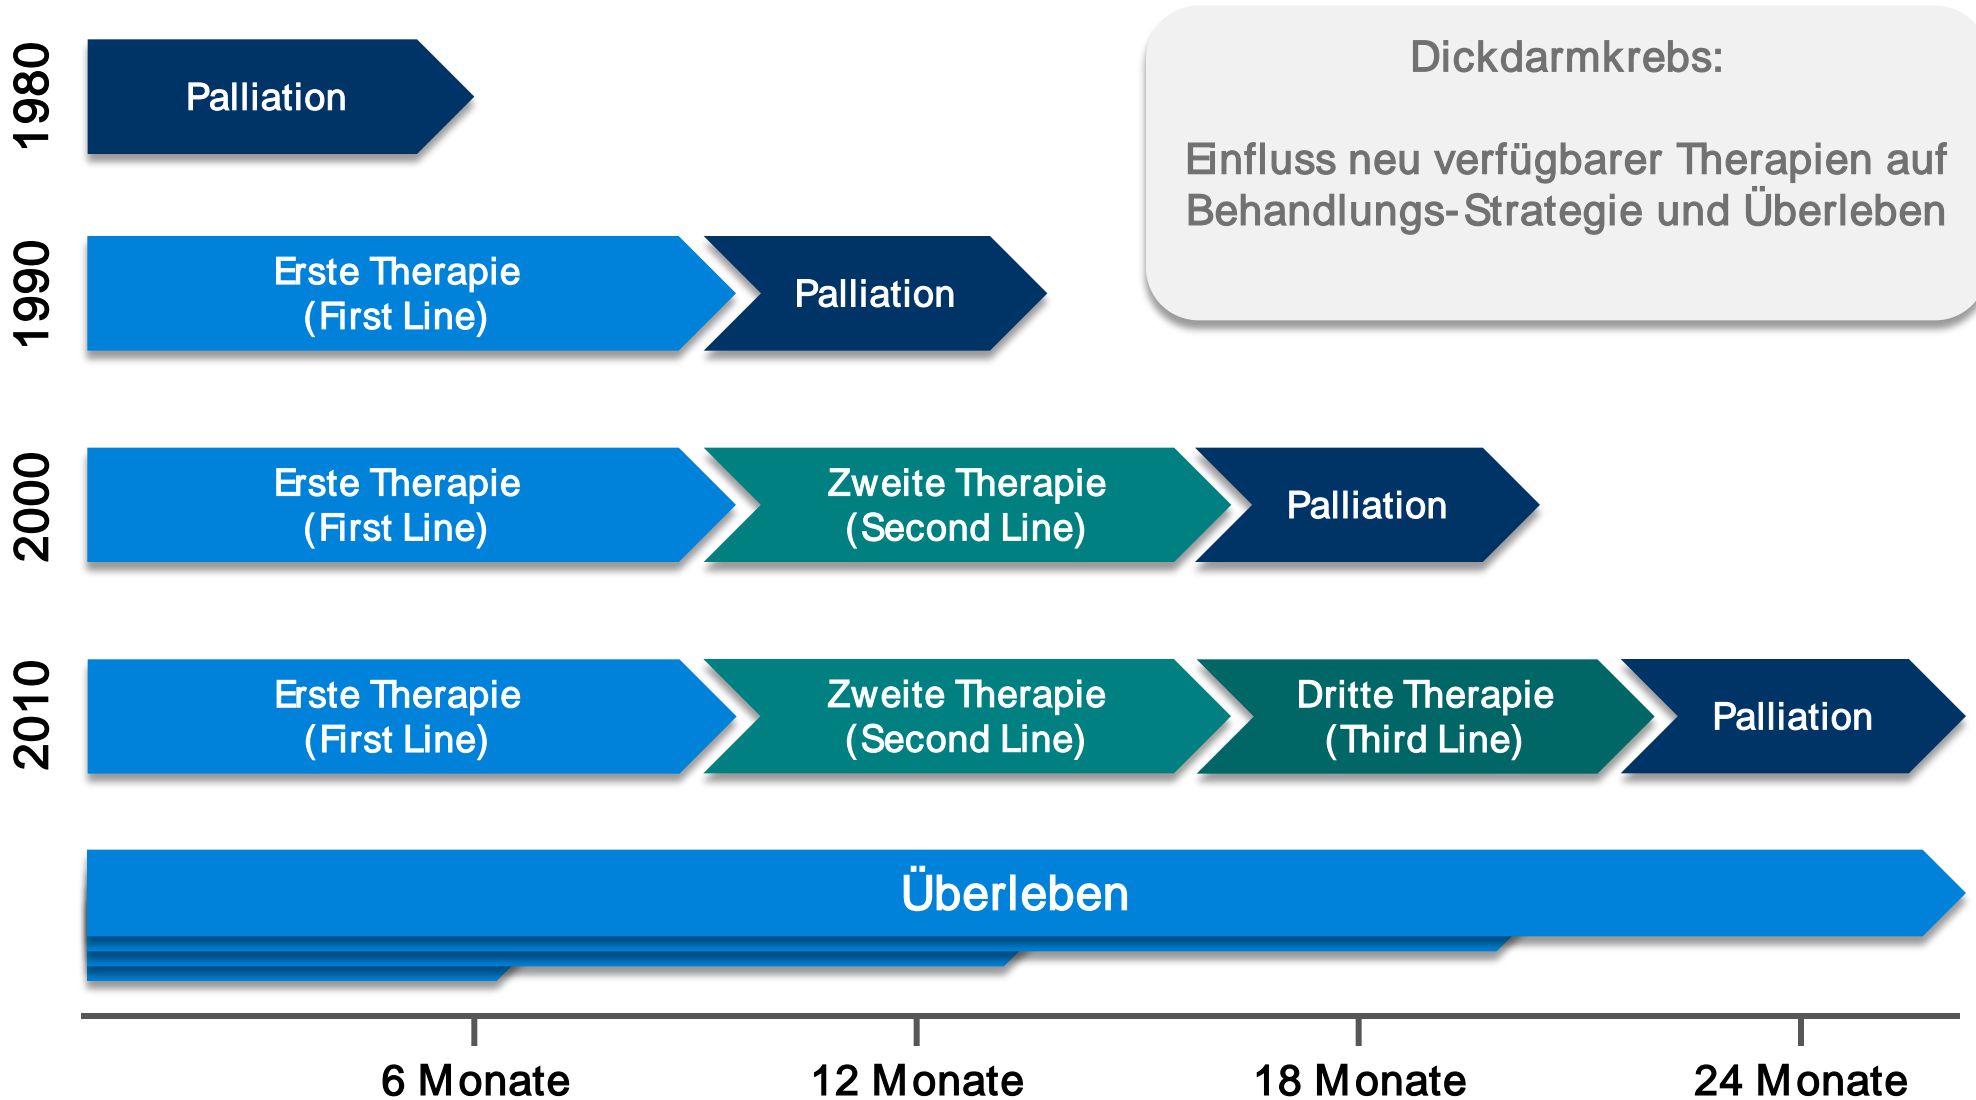 1980
Palliation
Dickdarmkrebs:
Einfluss neu verfügbarer Therapien auf
Behandlungs-Strategie und Überleben
1990
Erste Therapie
(First Line)
Palliation
2000
Erste Therapie
(First Line)
Zweite Therapie
(Second Line)
Palliation
2010
Erste Therapie
(First Line)
Zweite Therapie
(Second Line)
Dritte Therapie
(Third Line)
Palliation
Überleben
6 Monate
12 Monate
18 Monate
24 Monate